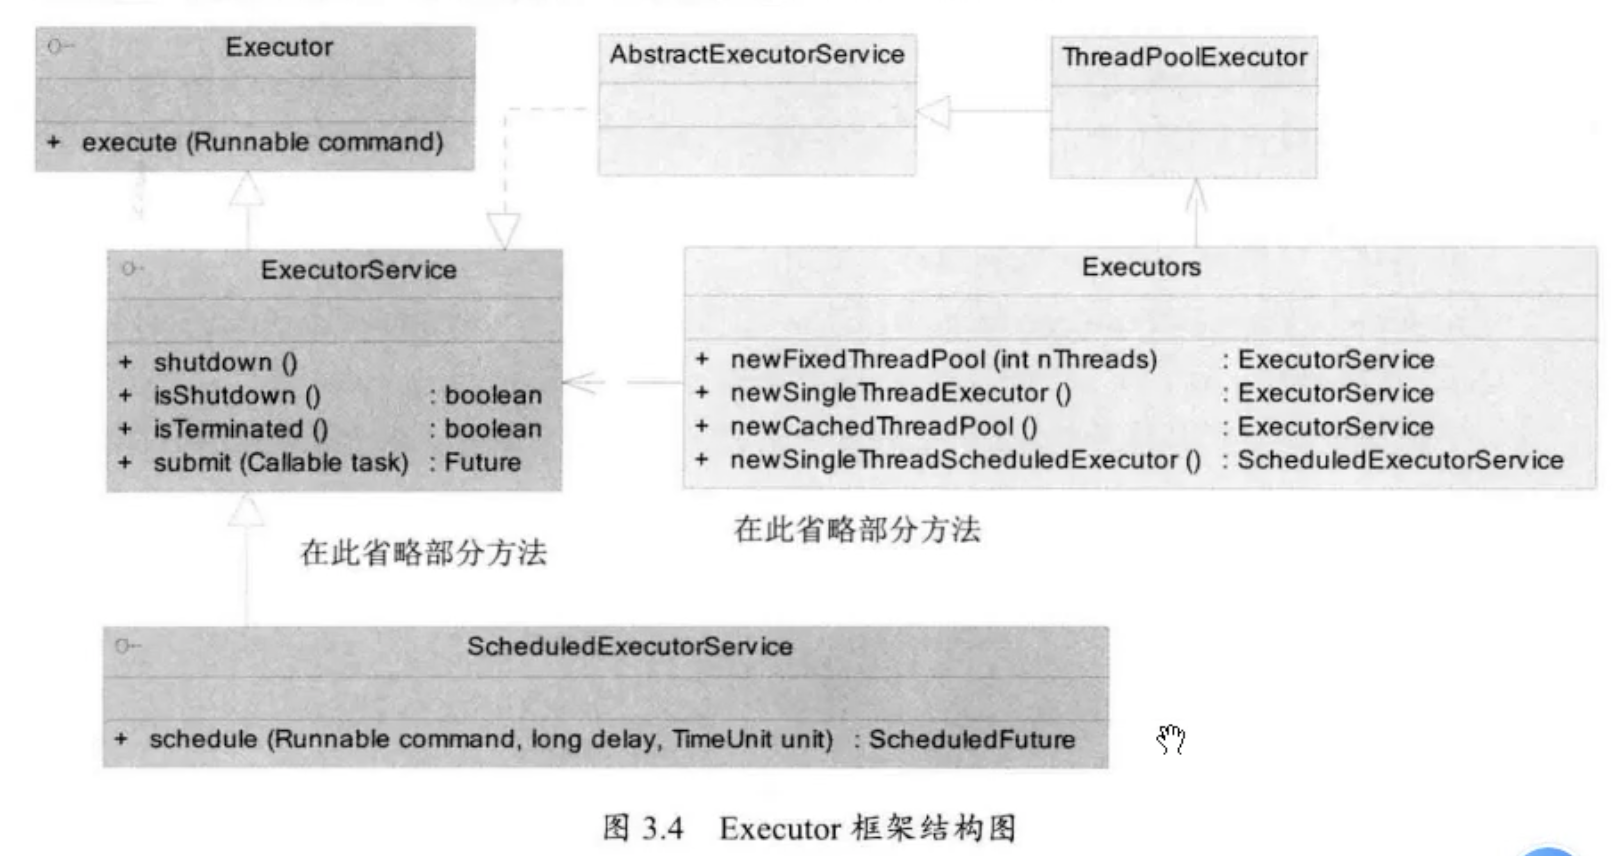 Executor
+ execute (Runnable command)
AbstractExecutorService
ThreadPoolExecutor
ExecutorService
+ shutdown ()
+ isShutdown () : boolean
+ isTerminated () : boolean
+ submit (Callable task) : Future
在此省略部分方法
Executors
+ newFixedThreadPool (int nThreads) : ExecutorService
+ newSingleThreadExecutor () : ExecutorService
+ newCachedThreadPool () : ExecutorService
+ newSingleThreadScheduledExecutor () : ScheduledExecutorService
在此省略部分方法
ScheduledExecutorService
+ schedule (Runnable command, long delay, TimeUnit unit) : ScheduledFuture
图 3.4 Executor 框架结构图